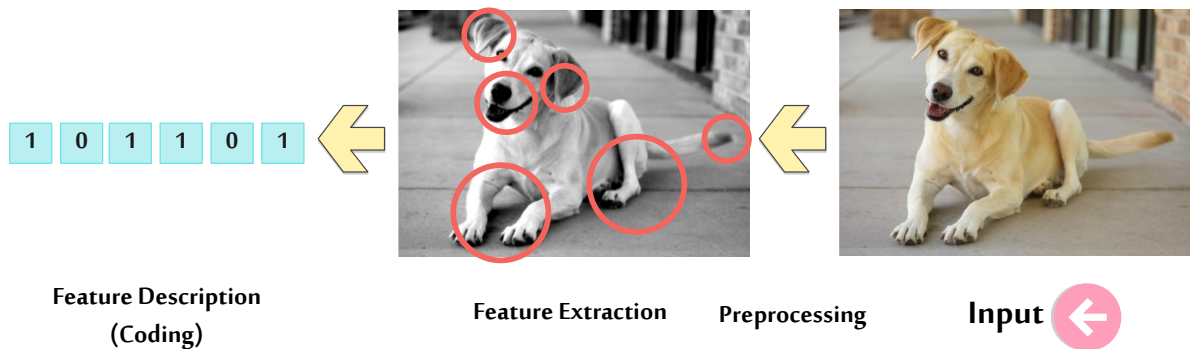 1 0 1 1 0 1
Feature Description
(Coding)
Feature Extraction
Preprocessing
Input